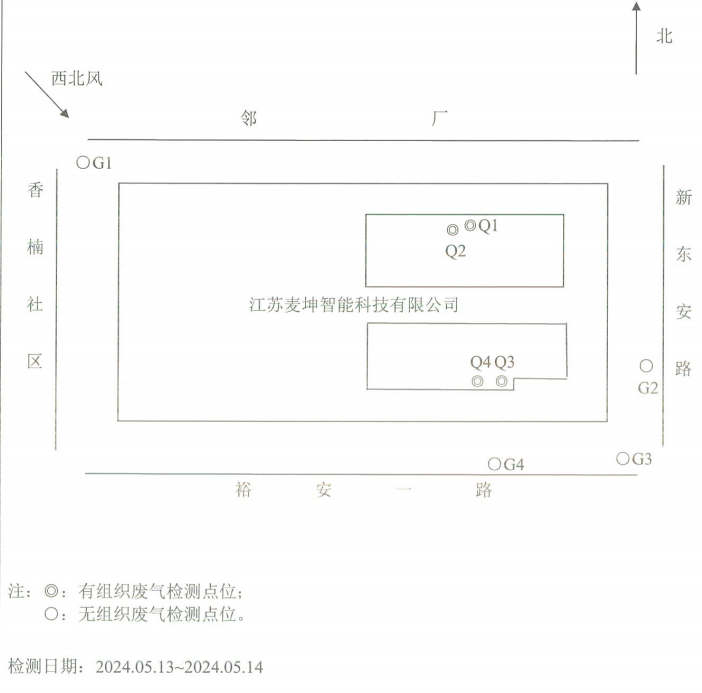 北
西北风
邻 厂
○G1
香楠社区
新东安路
◎ ◎Q1
Q2
江苏麦坤智能科技有限公司
Q4 Q3
◎ ◎
○
G2
○G4
○G3
裕 安 一 路
注：◎：有组织废气检测点位；
○：无组织废气检测点位。
检测日期：2024.05.13~2024.05.14